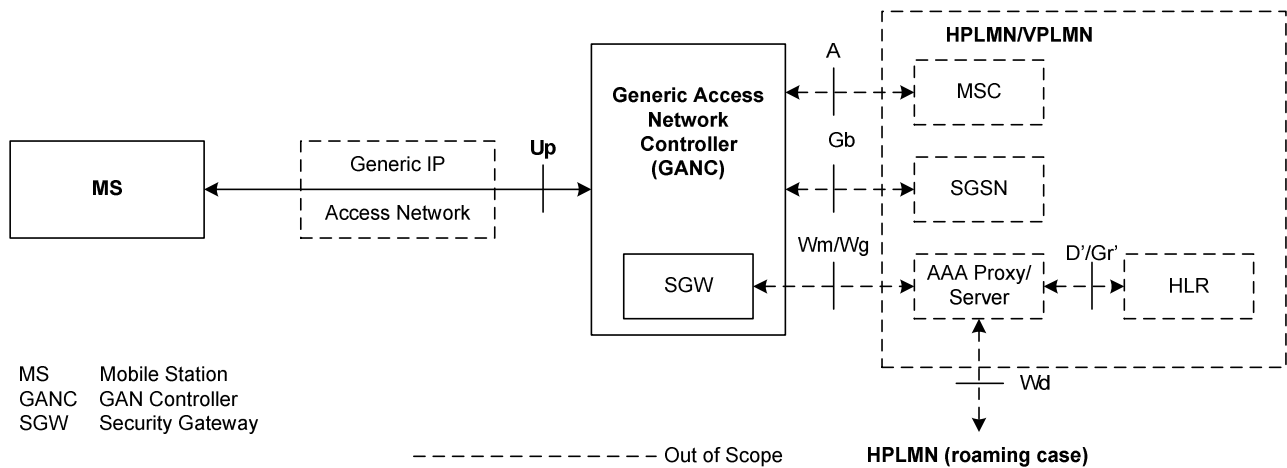 HPLMN/VPLMN
A
MSC
Generic Access
Network
Controller
(GANC)
Gb
Up
Generic IP
Access Network
MS
SGSN
Wm/Wg
D’/Gr’
SGW
AAA Proxy/
Server
HLR
MS Mobile Station
GANC GAN Controller
SGW Security Gateway
Wd
Out of Scope
HPLMN (roaming case)